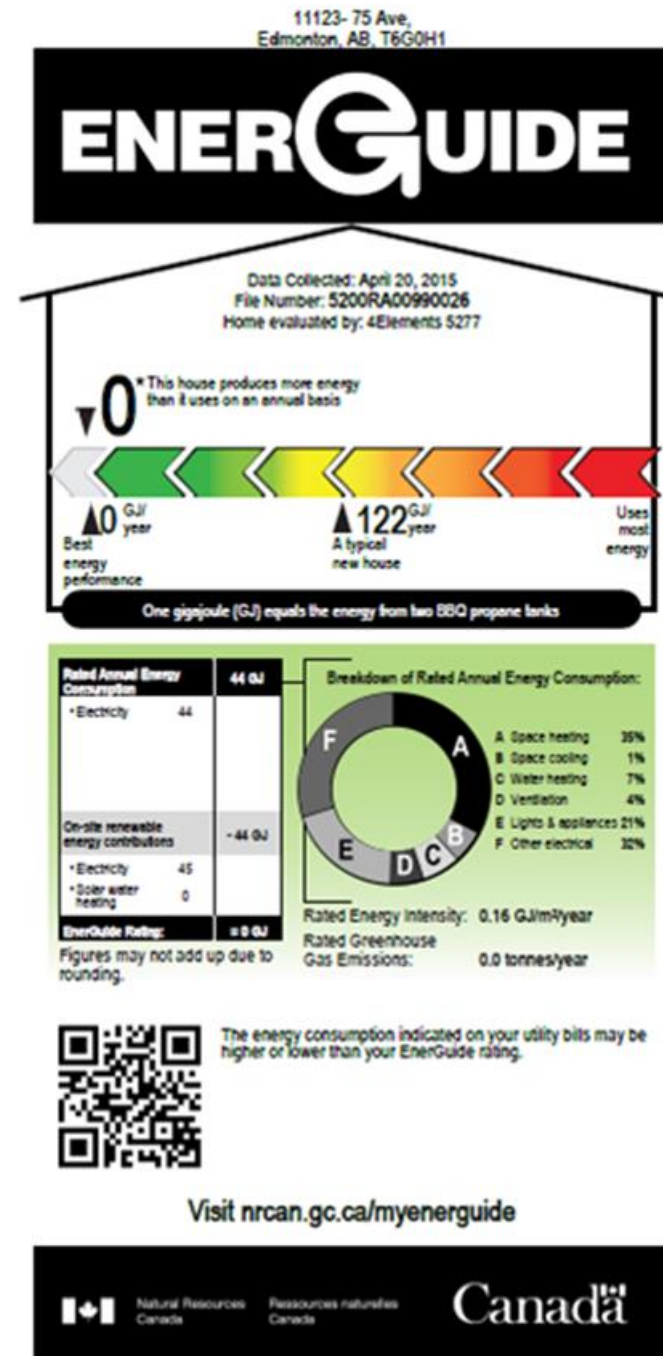 11123- 75 Ave,
Edmonton, AB, T6G0H1
ENERGUIDE
Data Collected: April 20, 2015
File Number: 5200RA00990026
Home evaluated by: 4Elements 5277
0* This house produces more energy
than it uses on an annual basis
0 GJ/
year
Best
energy
performance
122 GJ/
year
A typical
new house
Uses
most
energy
One gigajoule (GJ) equals the energy from two BBQ propane tanks
Rated Annual Energy
Consumption
44 GJ
• Electricity 44
On-site renewable
energy contributions
- 44 GJ
• Electricity 45
• Solar water
heating
0
EnerGuide Rating: = 0 GJ
Figures may not add up due to
rounding.
Breakdown of Rated Annual Energy Consumption:
F
A
E
D
C
B
A Space heating 35%
B Space cooling 1%
C Water heating 7%
D Ventilation 4%
E Lights & appliances 21%
F Other electrical 32%
Rated Energy Intensity: 0.16 GJ/m²/year
Rated Greenhouse
Gas Emissions: 0.0 tonnes/year
The energy consumption indicated on your utility bills may be
higher or lower than your EnerGuide rating.
Visit nrcan.gc.ca/myenerguide
Natural Resources
Canada
Ressources naturelles
Canada
Canada